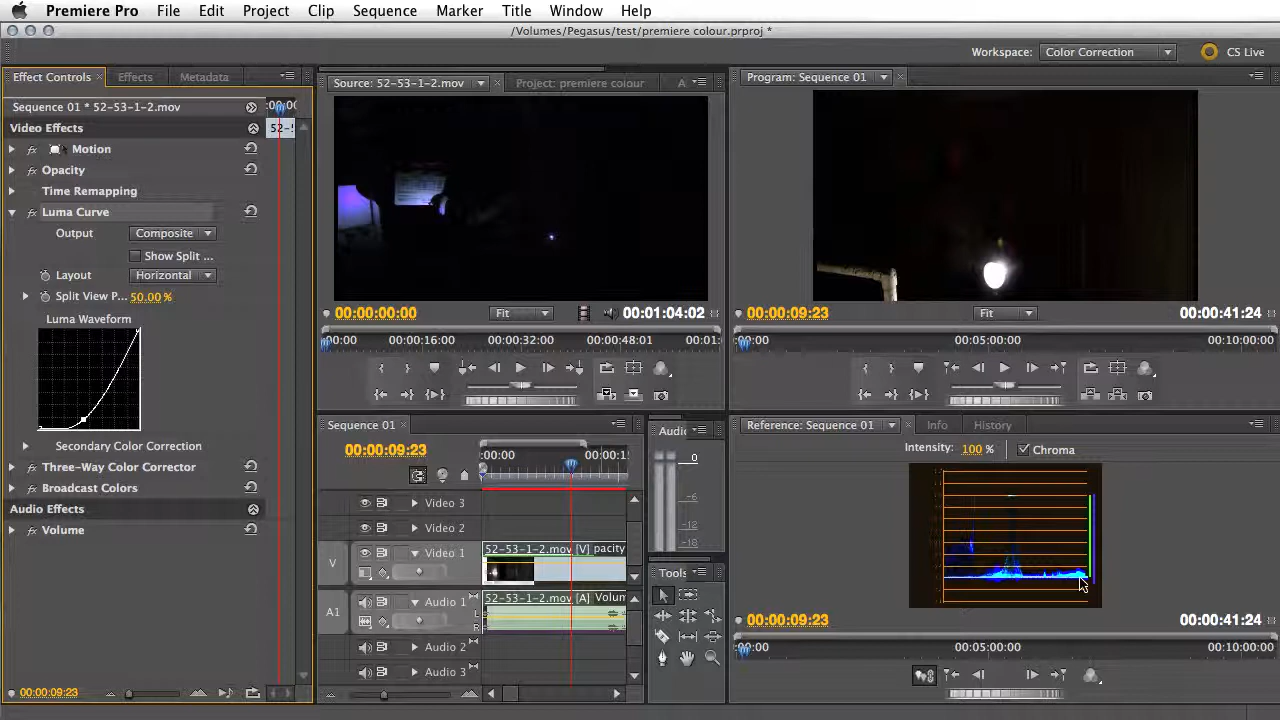 Premiere Pro File Edit Project Clip Sequence Marker Title Window Help
/Volumes/Pegasus/test/premiere colour.prproj *
Workspace: Color Correction CS Live
Effect Controls Effects Metadata
Sequence 01 * 52-53-1-2.mov
Video Effects
Motion
Opacity
Time Remapping
Luma Curve
Output Composite
Show Split ...
Layout Horizontal
Split View P... 50.00 %
Luma Waveform
Secondary Color Correction
Three-Way Color Corrector
Broadcast Colors
Audio Effects
Volume
00:00:09:23
Source: 52-53-1-2.mov Project: premiere colour A
00:00:00:00 Fit 00:01:04:02
00:00:16:00 00:00:32:00 00:00:48:01
Program: Sequence 01
00:00:09:23 Fit 00:00:41:24
00:05:00:00 00:10:00:00
Sequence 01
00:00:09:23
Video 3
Video 2
V Video 1
52-53-1-2.mov [V] pacity
A1 Audio 1
52-53-1-2.mov [A] Volum
Audio 2
Audio 3
Audio
0
-6
-12
-18
Tools
Reference: Sequence 01 Info History
Intensity: 100 % Chroma
00:00:09:23 00:00:41:24
00:05:00:00 00:10:00:00